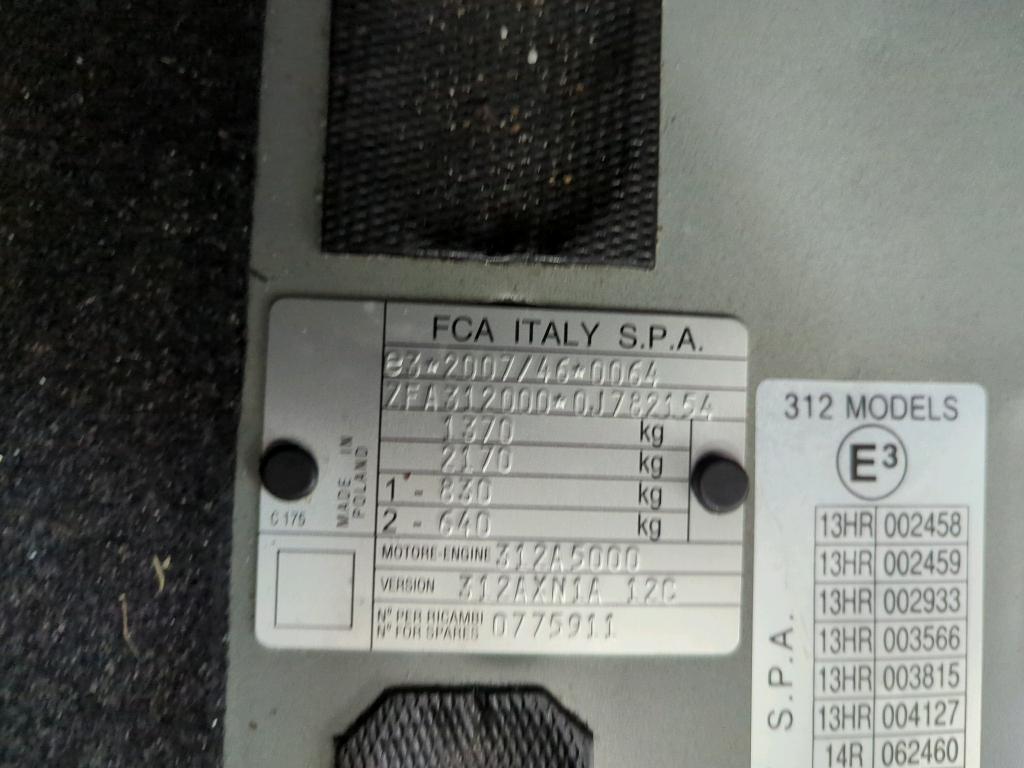 FCA ITALY S.P.A.
e3*2007/46*0064
ZFA312000*0J782154
1370 kg
2170 kg
1 - 830 kg
2 - 640 kg
MOTORE-ENGINE 312A5000
VERSION 312AXN1A 12C
N° PER RICAMBI
N° FOR SPARES 0775911
MADE IN
POLAND
C 175
312 MODELS
E3
13HR 002458
13HR 002459
13HR 002933
13HR 003566
13HR 003815
13HR 004127
14R 062460
S.P.A.